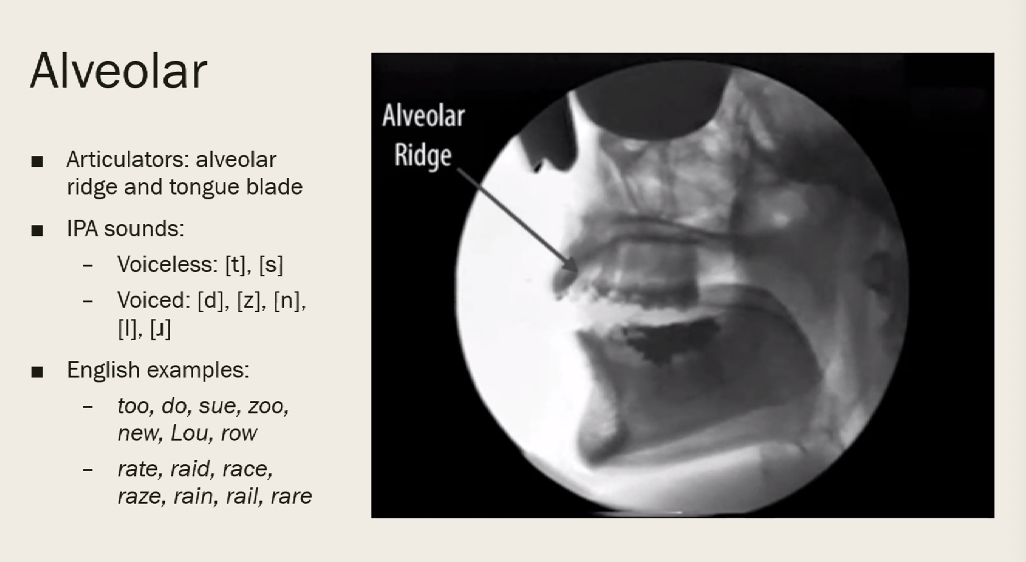 Alveolar
▪ Articulators: alveolar
ridge and tongue blade
▪ IPA sounds:
– Voiceless: [t], [s]
– Voiced: [d], [z], [n],
[l], [ɹ]
▪ English examples:
– too, do, sue, zoo,
new, Lou, row
– rate, raid, race,
raze, rain, rail, rare
Alveolar
Ridge